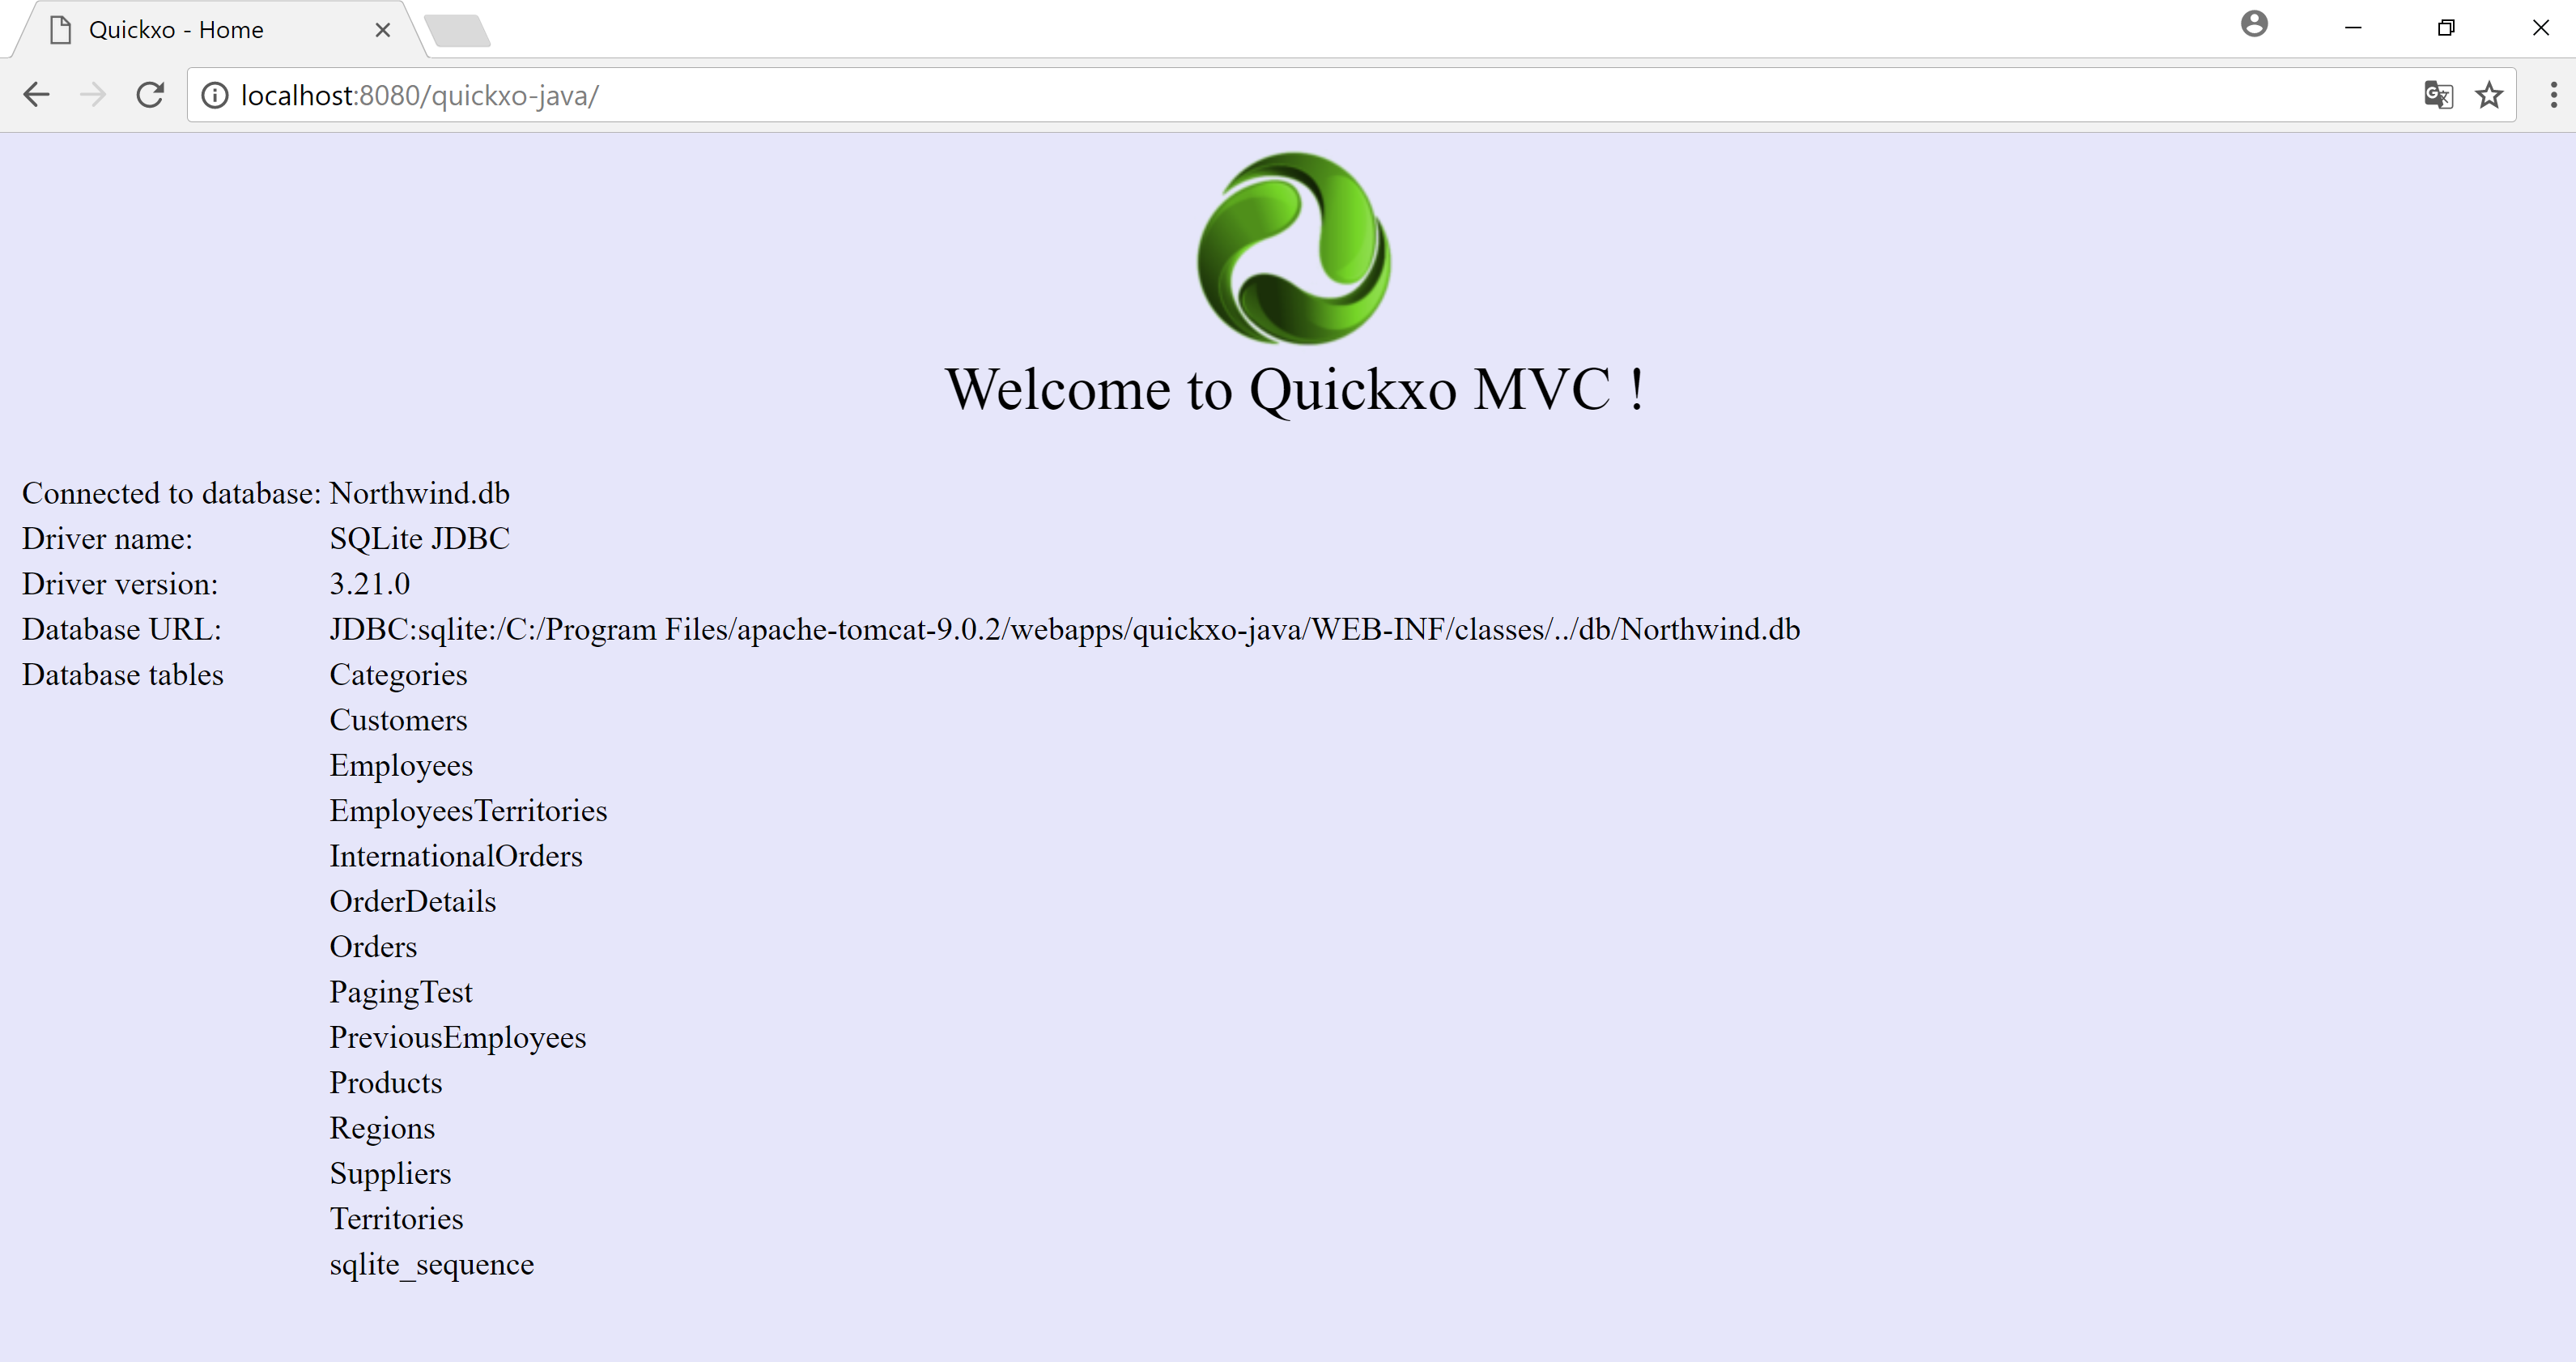 Quickxo - Home
localhost:8080/quickxo-java/
Welcome to Quickxo MVC !
Connected to database: Northwind.db
Driver name: SQLite JDBC
Driver version: 3.21.0
Database URL: JDBC:sqlite:/C:/Program Files/apache-tomcat-9.0.2/webapps/quickxo-java/WEB-INF/classes/../db/Northwind.db
Database tables Categories
Customers
Employees
EmployeesTerritories
InternationalOrders
OrderDetails
Orders
PagingTest
PreviousEmployees
Products
Regions
Suppliers
Territories
sqlite_sequence